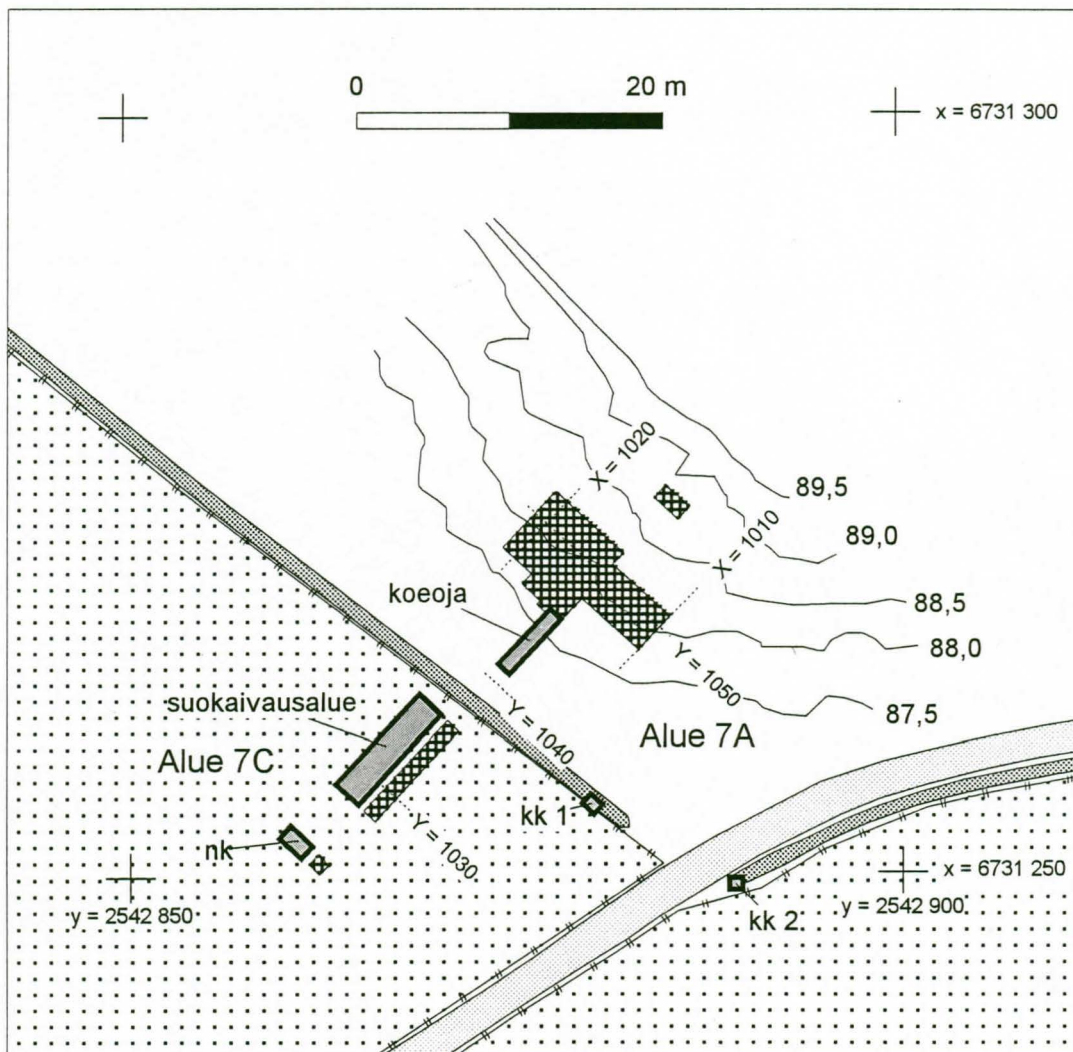 0 20 m
x = 6731 300
X = 1020
89,5
X = 1010
89,0
koeoja
88,5
88,0
Y = 1050
suokaivausalue
87,5
Y = 1040
Alue 7A
Alue 7C
kk 1
Y = 1030
nk
x = 6731 250
y = 2542 850
y = 2542 900
kk 2